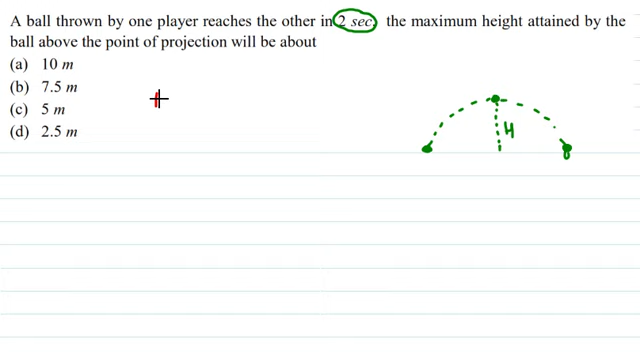 A ball thrown by one player reaches the other in 2 sec. the maximum height attained by the
ball above the point of projection will be about
(a) 10 m
(b) 7.5 m
(c) 5 m
(d) 2.5 m
H